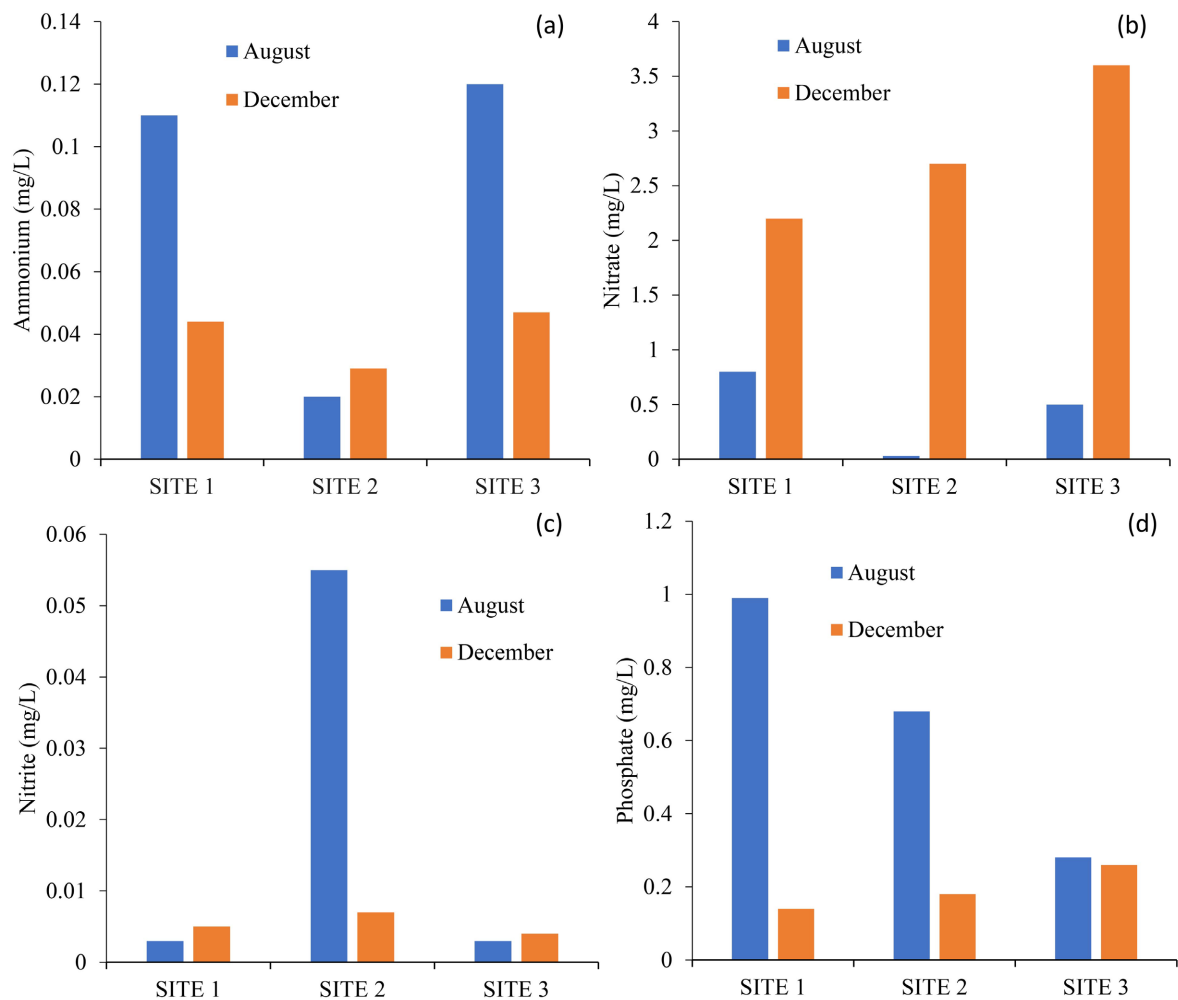 (a)
August
December
Ammonium (mg/L)
0.14
0.12
0.1
0.08
0.06
0.04
0.02
0
SITE 1
SITE 2
SITE 3
(b)
August
December
Nitrate (mg/L)
4
3.5
3
2.5
2
1.5
1
0.5
0
SITE 1
SITE 2
SITE 3
(c)
August
December
Nitrite (mg/L)
0.06
0.05
0.04
0.03
0.02
0.01
0
SITE 1
SITE 2
SITE 3
(d)
August
December
Phosphate (mg/L)
1.2
1
0.8
0.6
0.4
0.2
0
SITE 1
SITE 2
SITE 3